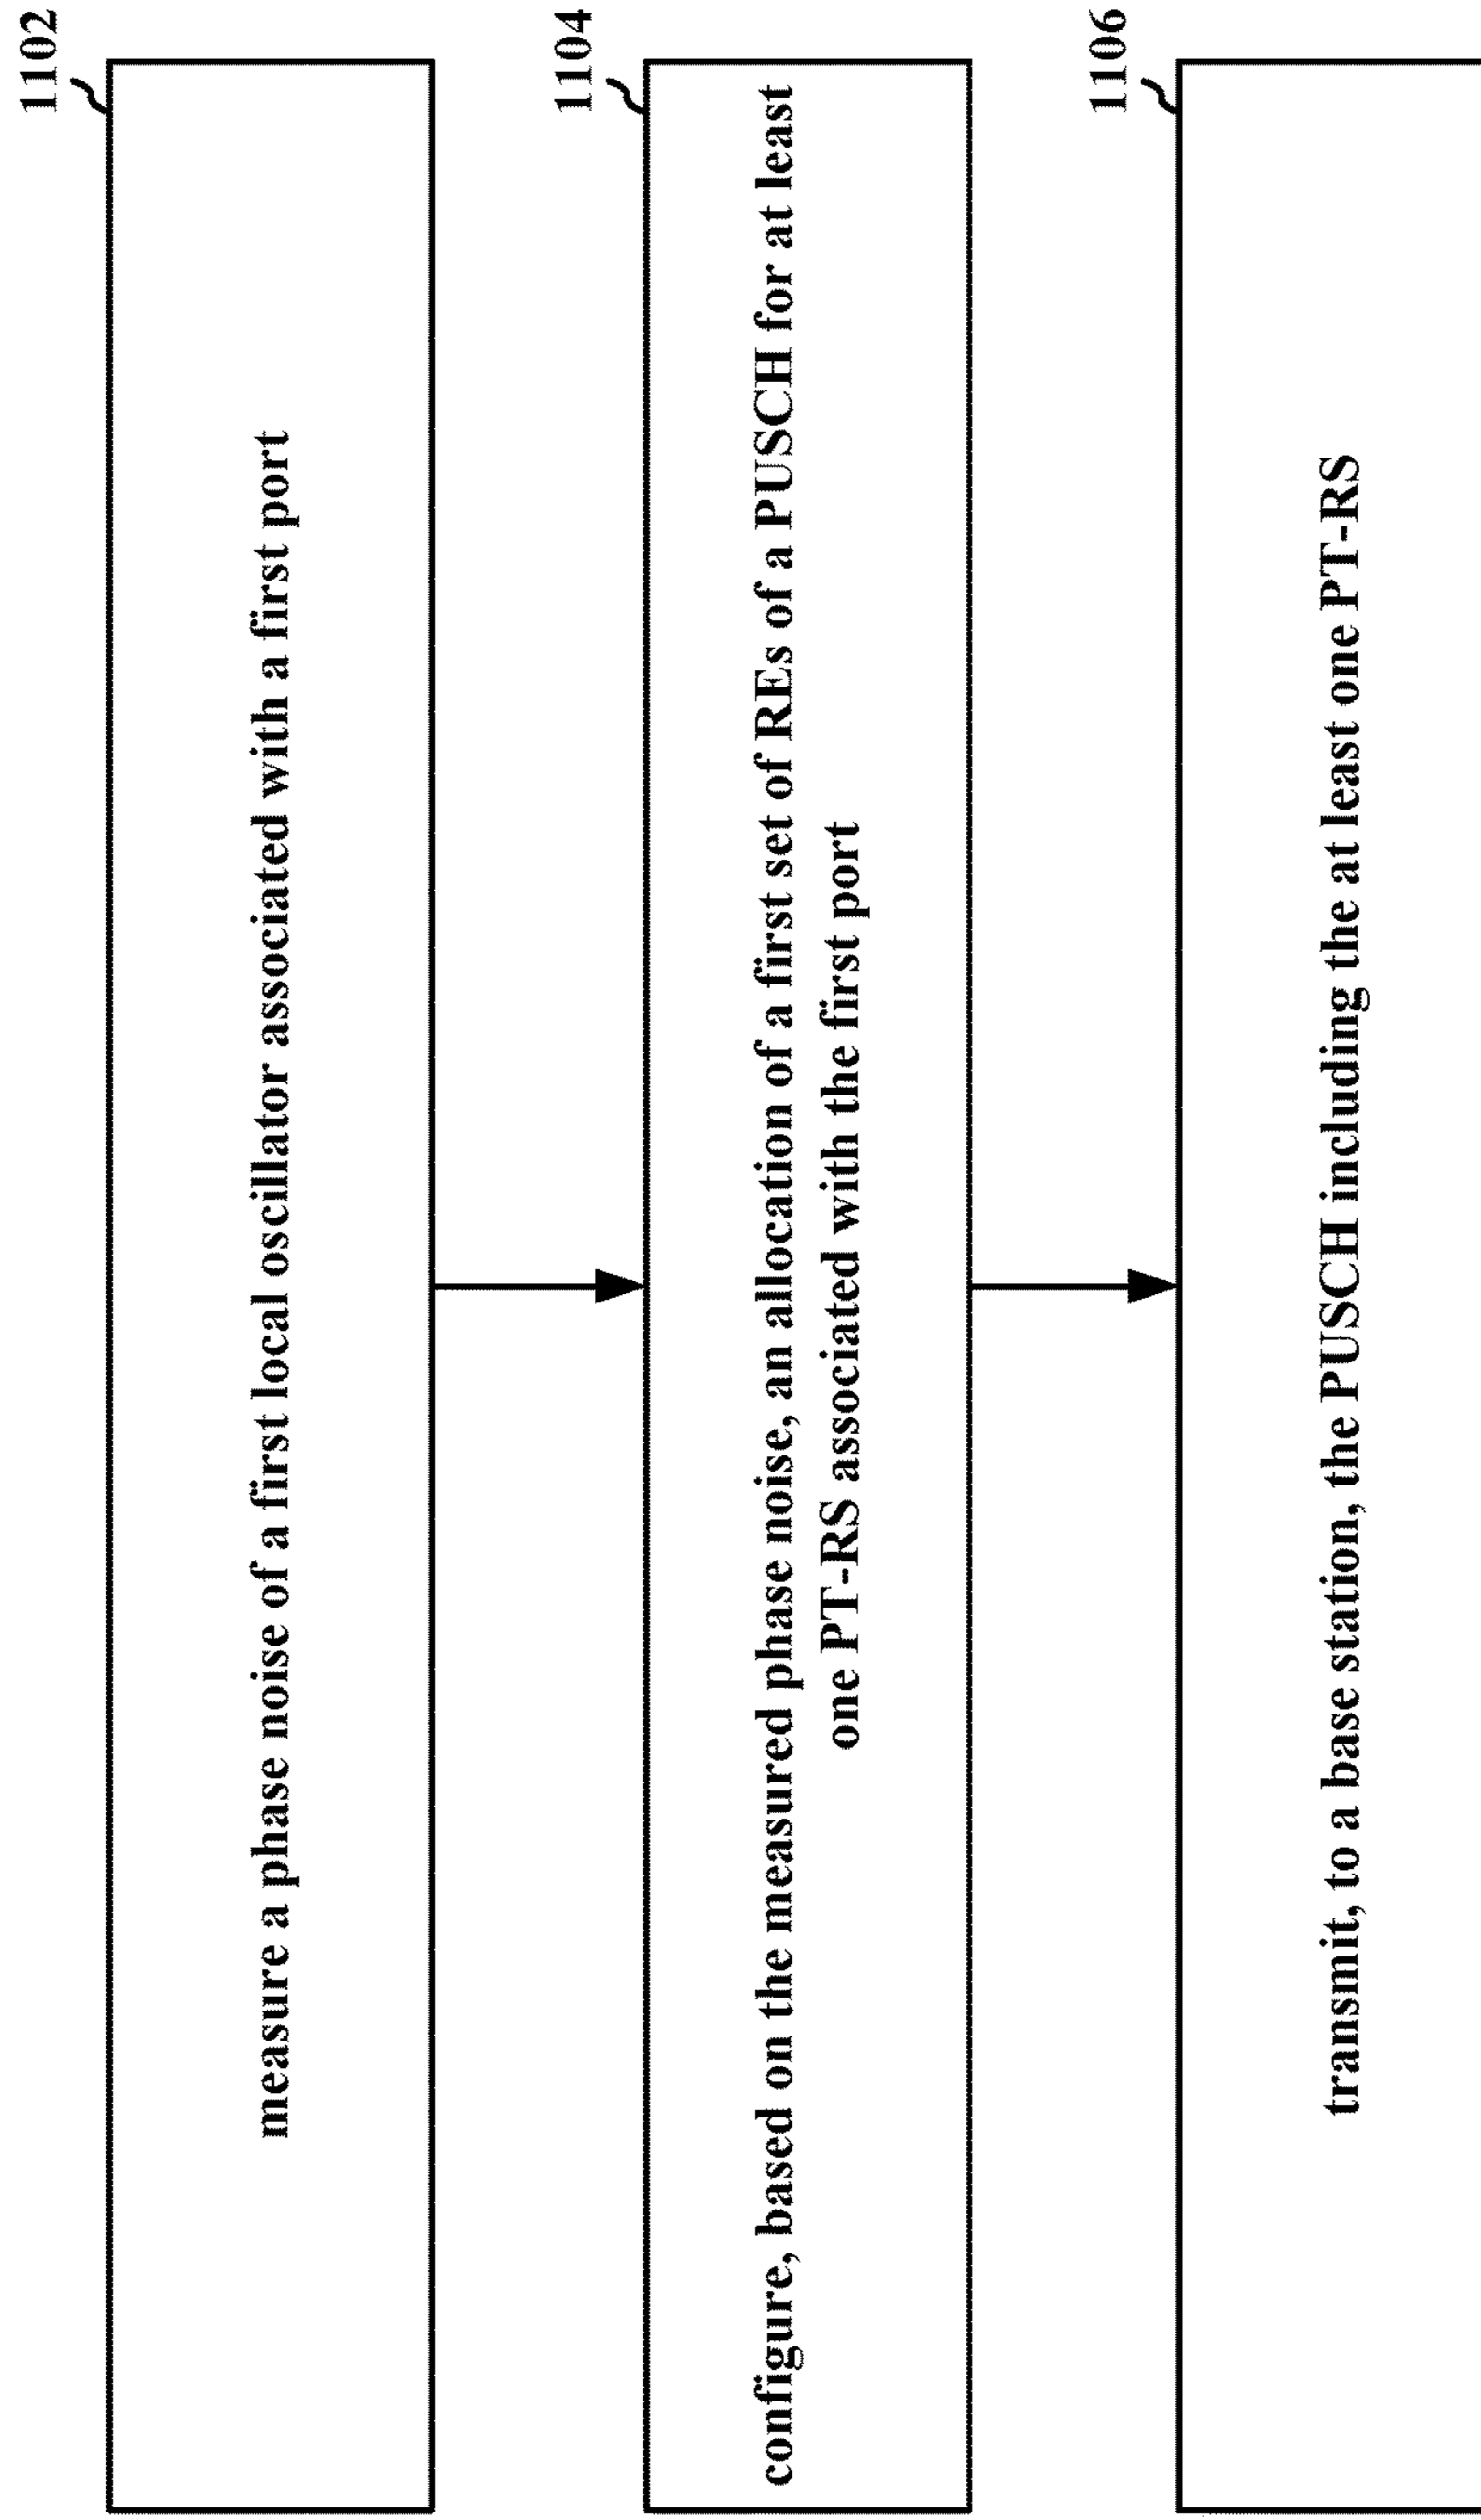 1102
measure a phase noise of a first local oscillator associated with a first port
1104
configure, based on the measured phase noise, an allocation of a first set of REs of a PUSCH for at least
one PT-RS associated with the first port
1106
transmit, to a base station, the PUSCH including the at least one PT-RS